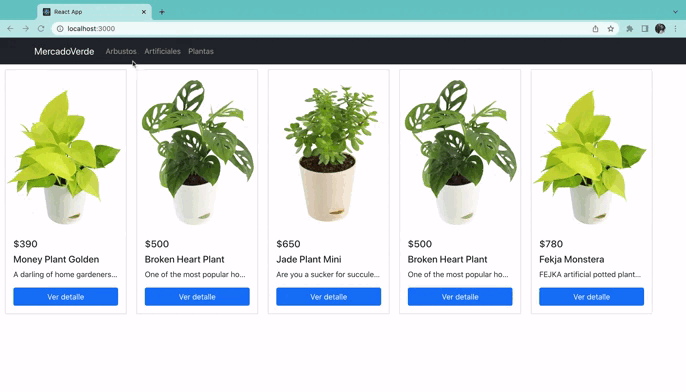 React App
localhost:3000
MercadoVerde Arbustos Artificiales Plantas
$390
Money Plant Golden
A darling of home gardeners...
Ver detalle
$500
Broken Heart Plant
One of the most popular ho...
Ver detalle
$650
Jade Plant Mini
Are you a sucker for succule...
Ver detalle
$500
Broken Heart Plant
One of the most popular ho...
Ver detalle
$780
Fekja Monstera
FEJKA artificial potted plant...
Ver detalle